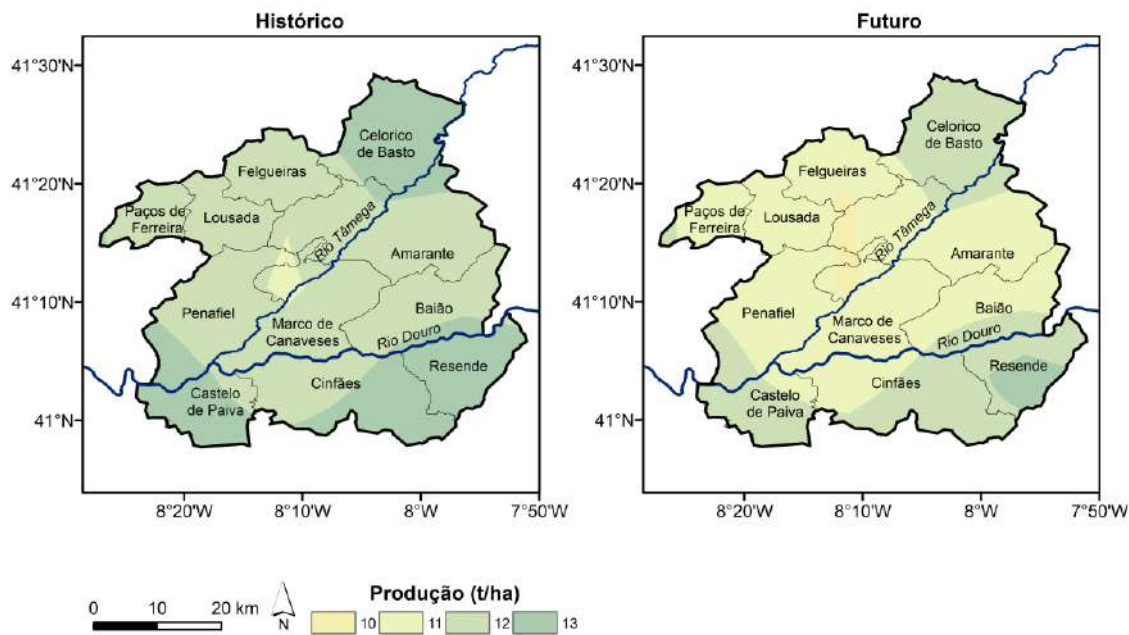 Histórico
41°30'N
41°20'N
41°10'N
41°N
8°20'W
8°10'W
8°W
7°50'W
Celorico
de Basto
Felgueiras
Paços de
Ferreira
Lousada
Rio Tâmega
Amarante
Penafiel
Marco de
Canaveses
Baião
Rio Douro
Resende
Cinfães
Castelo
de Paiva
Futuro
41°30'N
41°20'N
41°10'N
41°N
8°20'W
8°10'W
8°W
7°50'W
Celorico
de Basto
Felgueiras
Paços de
Ferreira
Lousada
Rio Tâmega
Amarante
Penafiel
Marco de
Canaveses
Baião
Rio Douro
Resende
Cinfães
Castelo
de Paiva
0 10 20 km
N
Produção (t/ha)
10 11 12 13